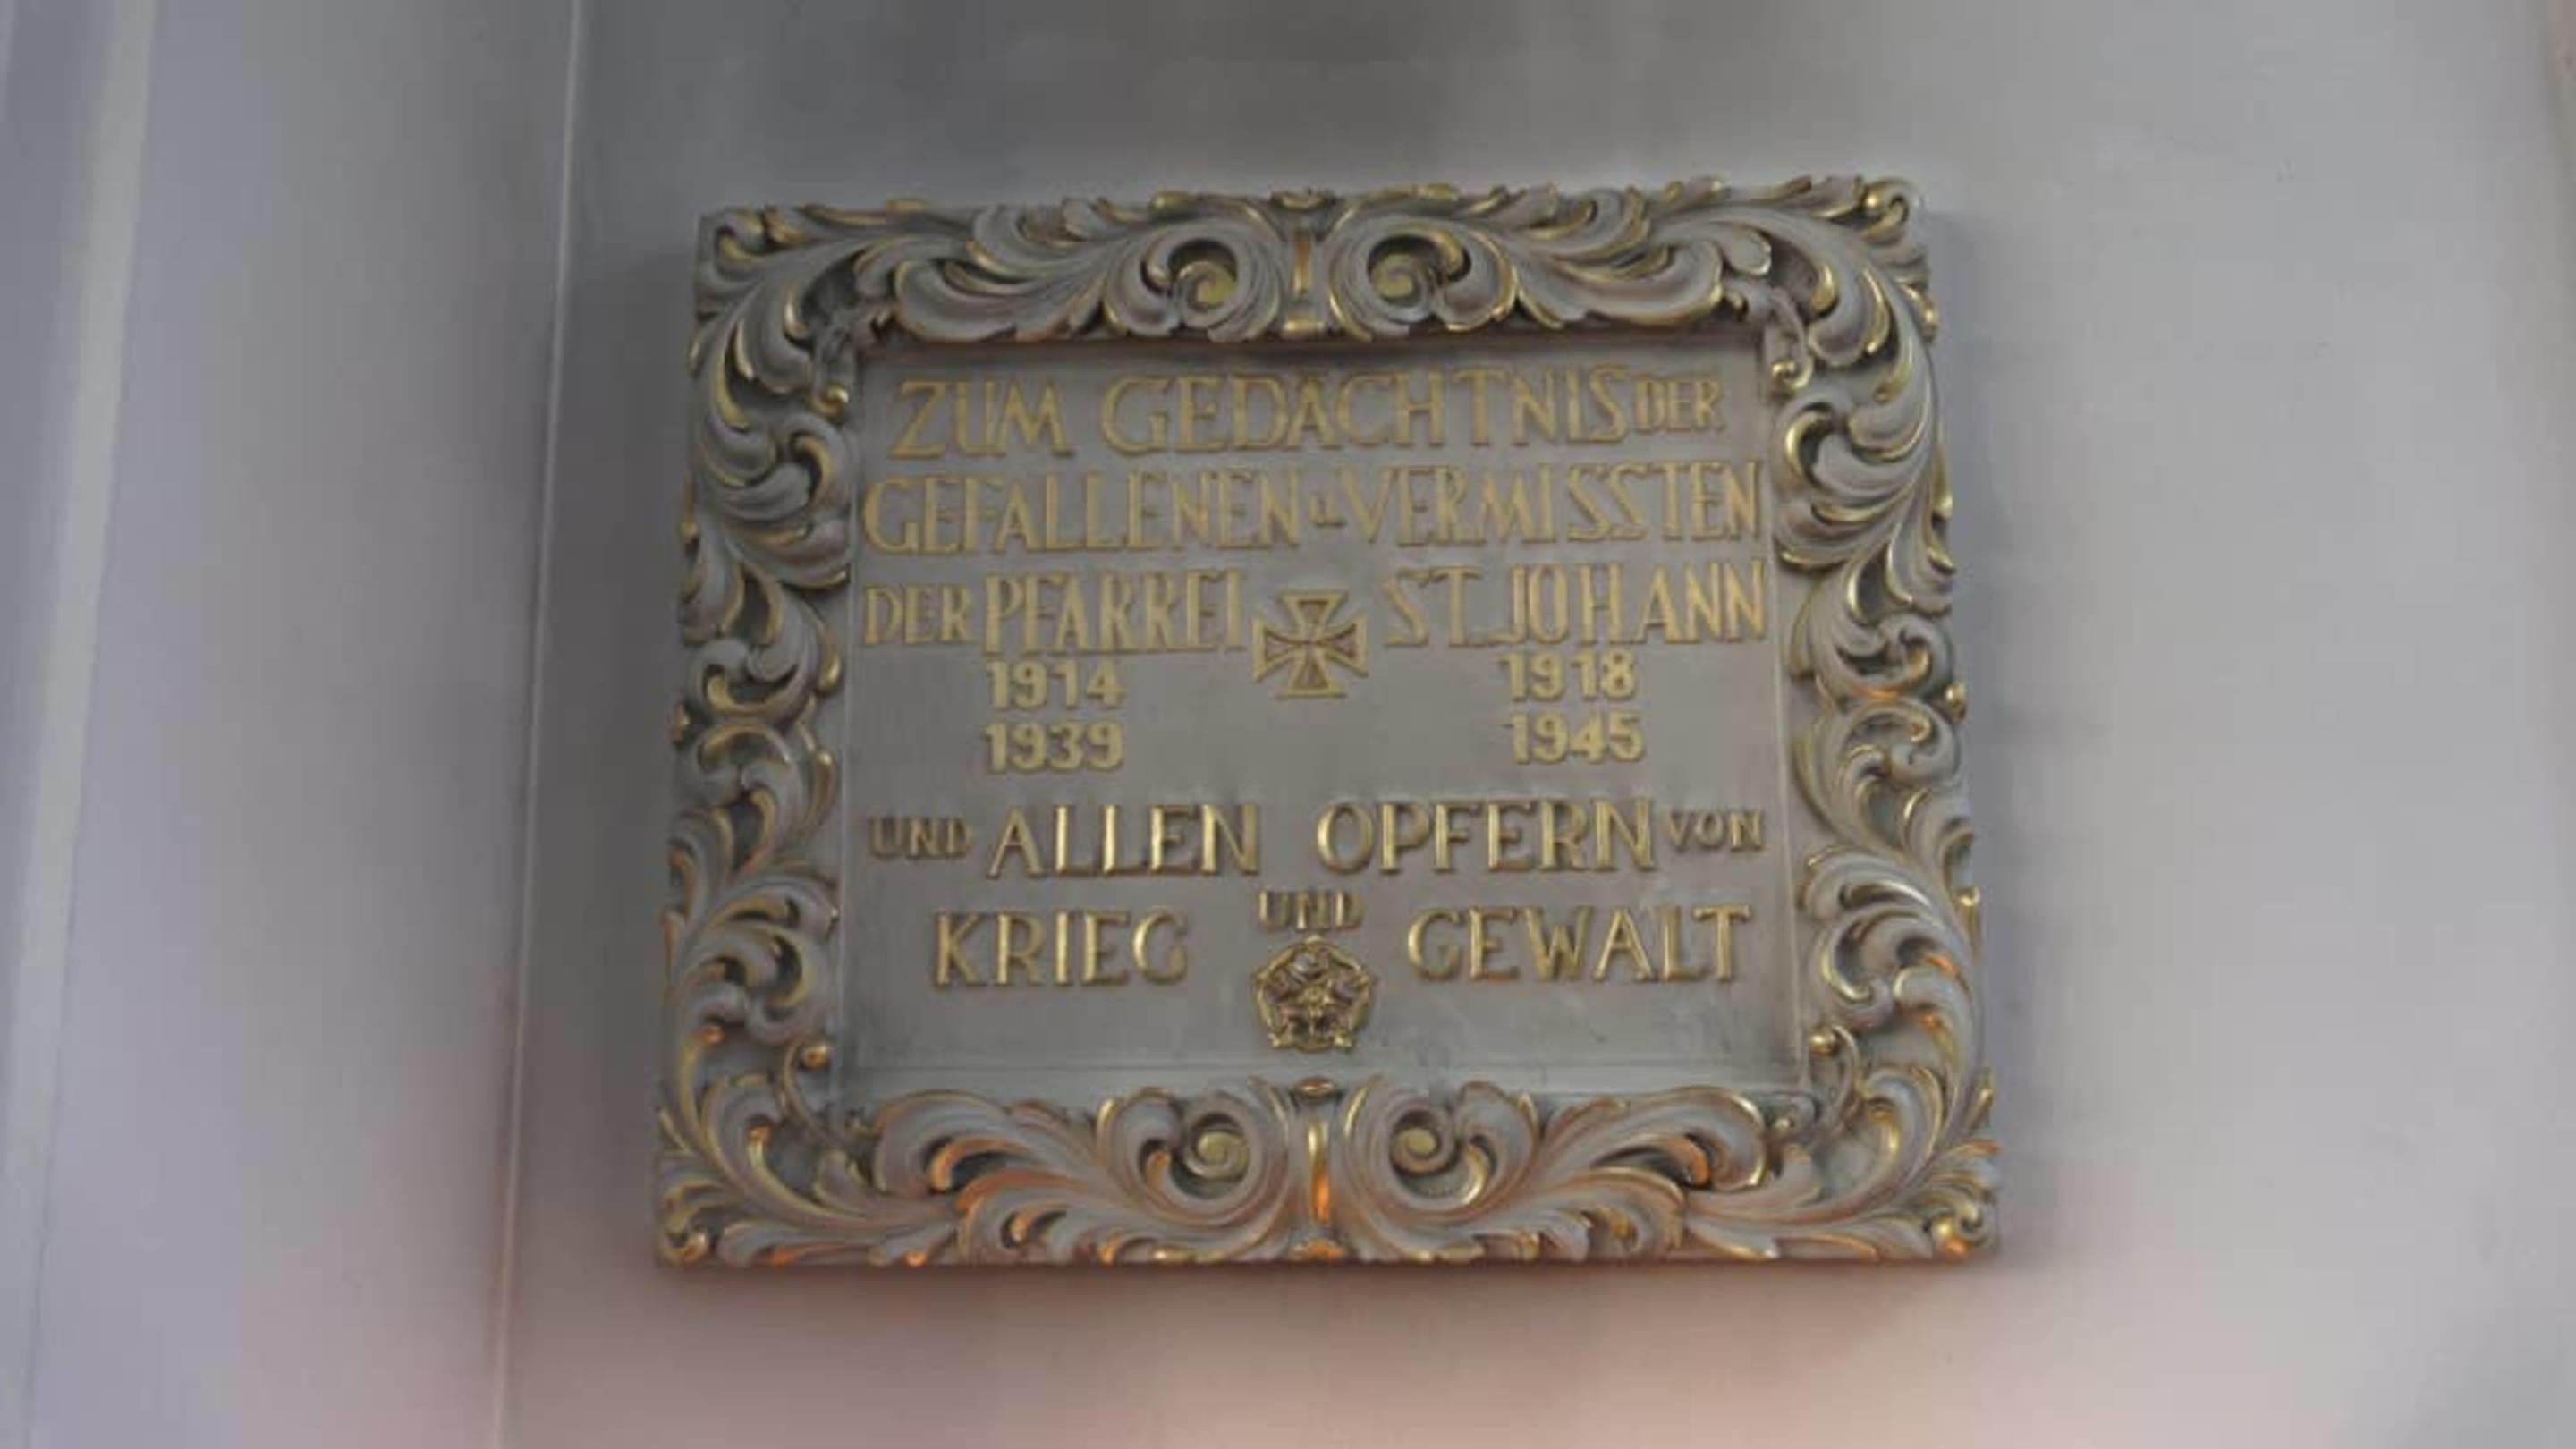 ZUM GEDÄCHTNIS DER
GEFALLENEN u. VERMISSTEN
DER PFARREI ST. JOHANN
1914 1918
1939 1945
UND ALLEN OPFERN VON
KRIEG UND GEWALT